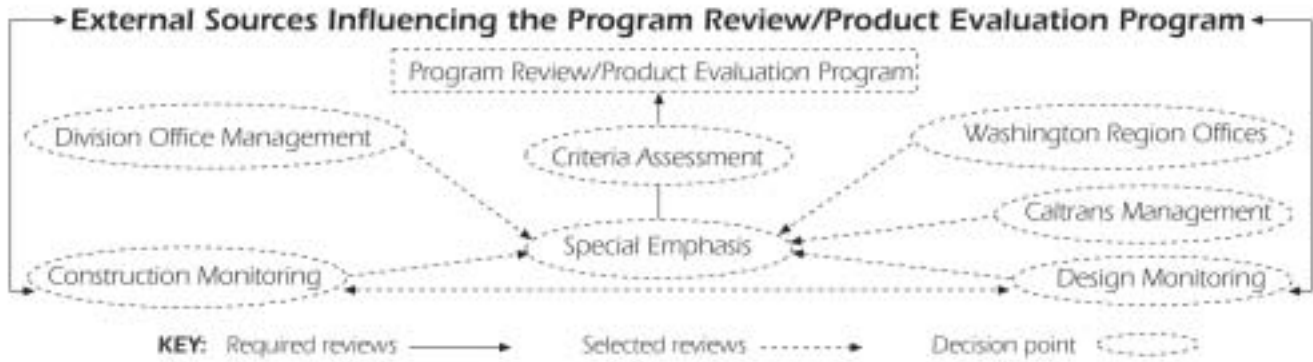 External Sources Influencing the Program Review/Product Evaluation Program
Program Review/Product Evaluation Program
Division Office Management
Washington Region Offices
Criteria Assessment
Caltrans Management
Special Emphasis
Construction Monitoring
Design Monitoring
KEY: Required reviews Selected reviews Decision point